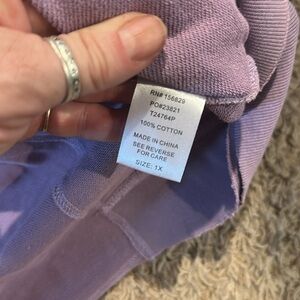 RN# 156829
PO#23821
T24764P
100% COTTON
MADE IN CHINA
SEE REVERSE
FOR CARE
SIZE: 1X